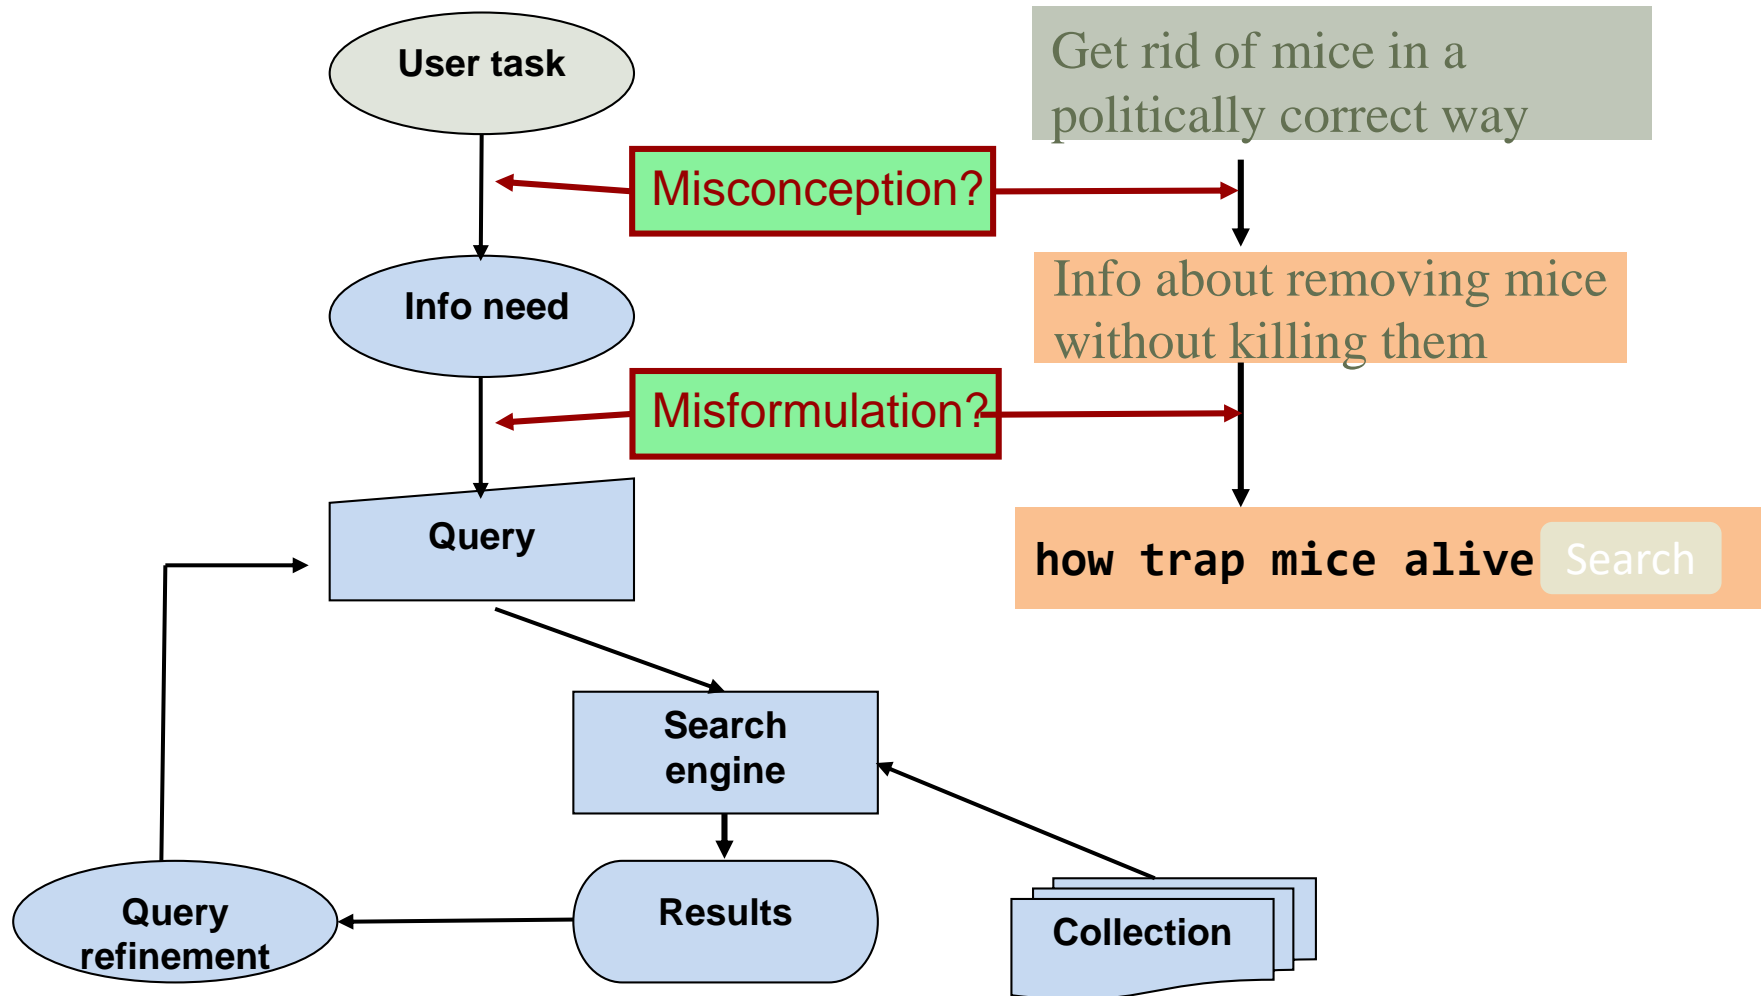 User task
Get rid of mice in a
politically correct way
Misconception?
Info need
Info about removing mice
without killing them
Misformulation?
Query
how trap mice alive
Search
Search
engine
Query
refinement
Results
Collection